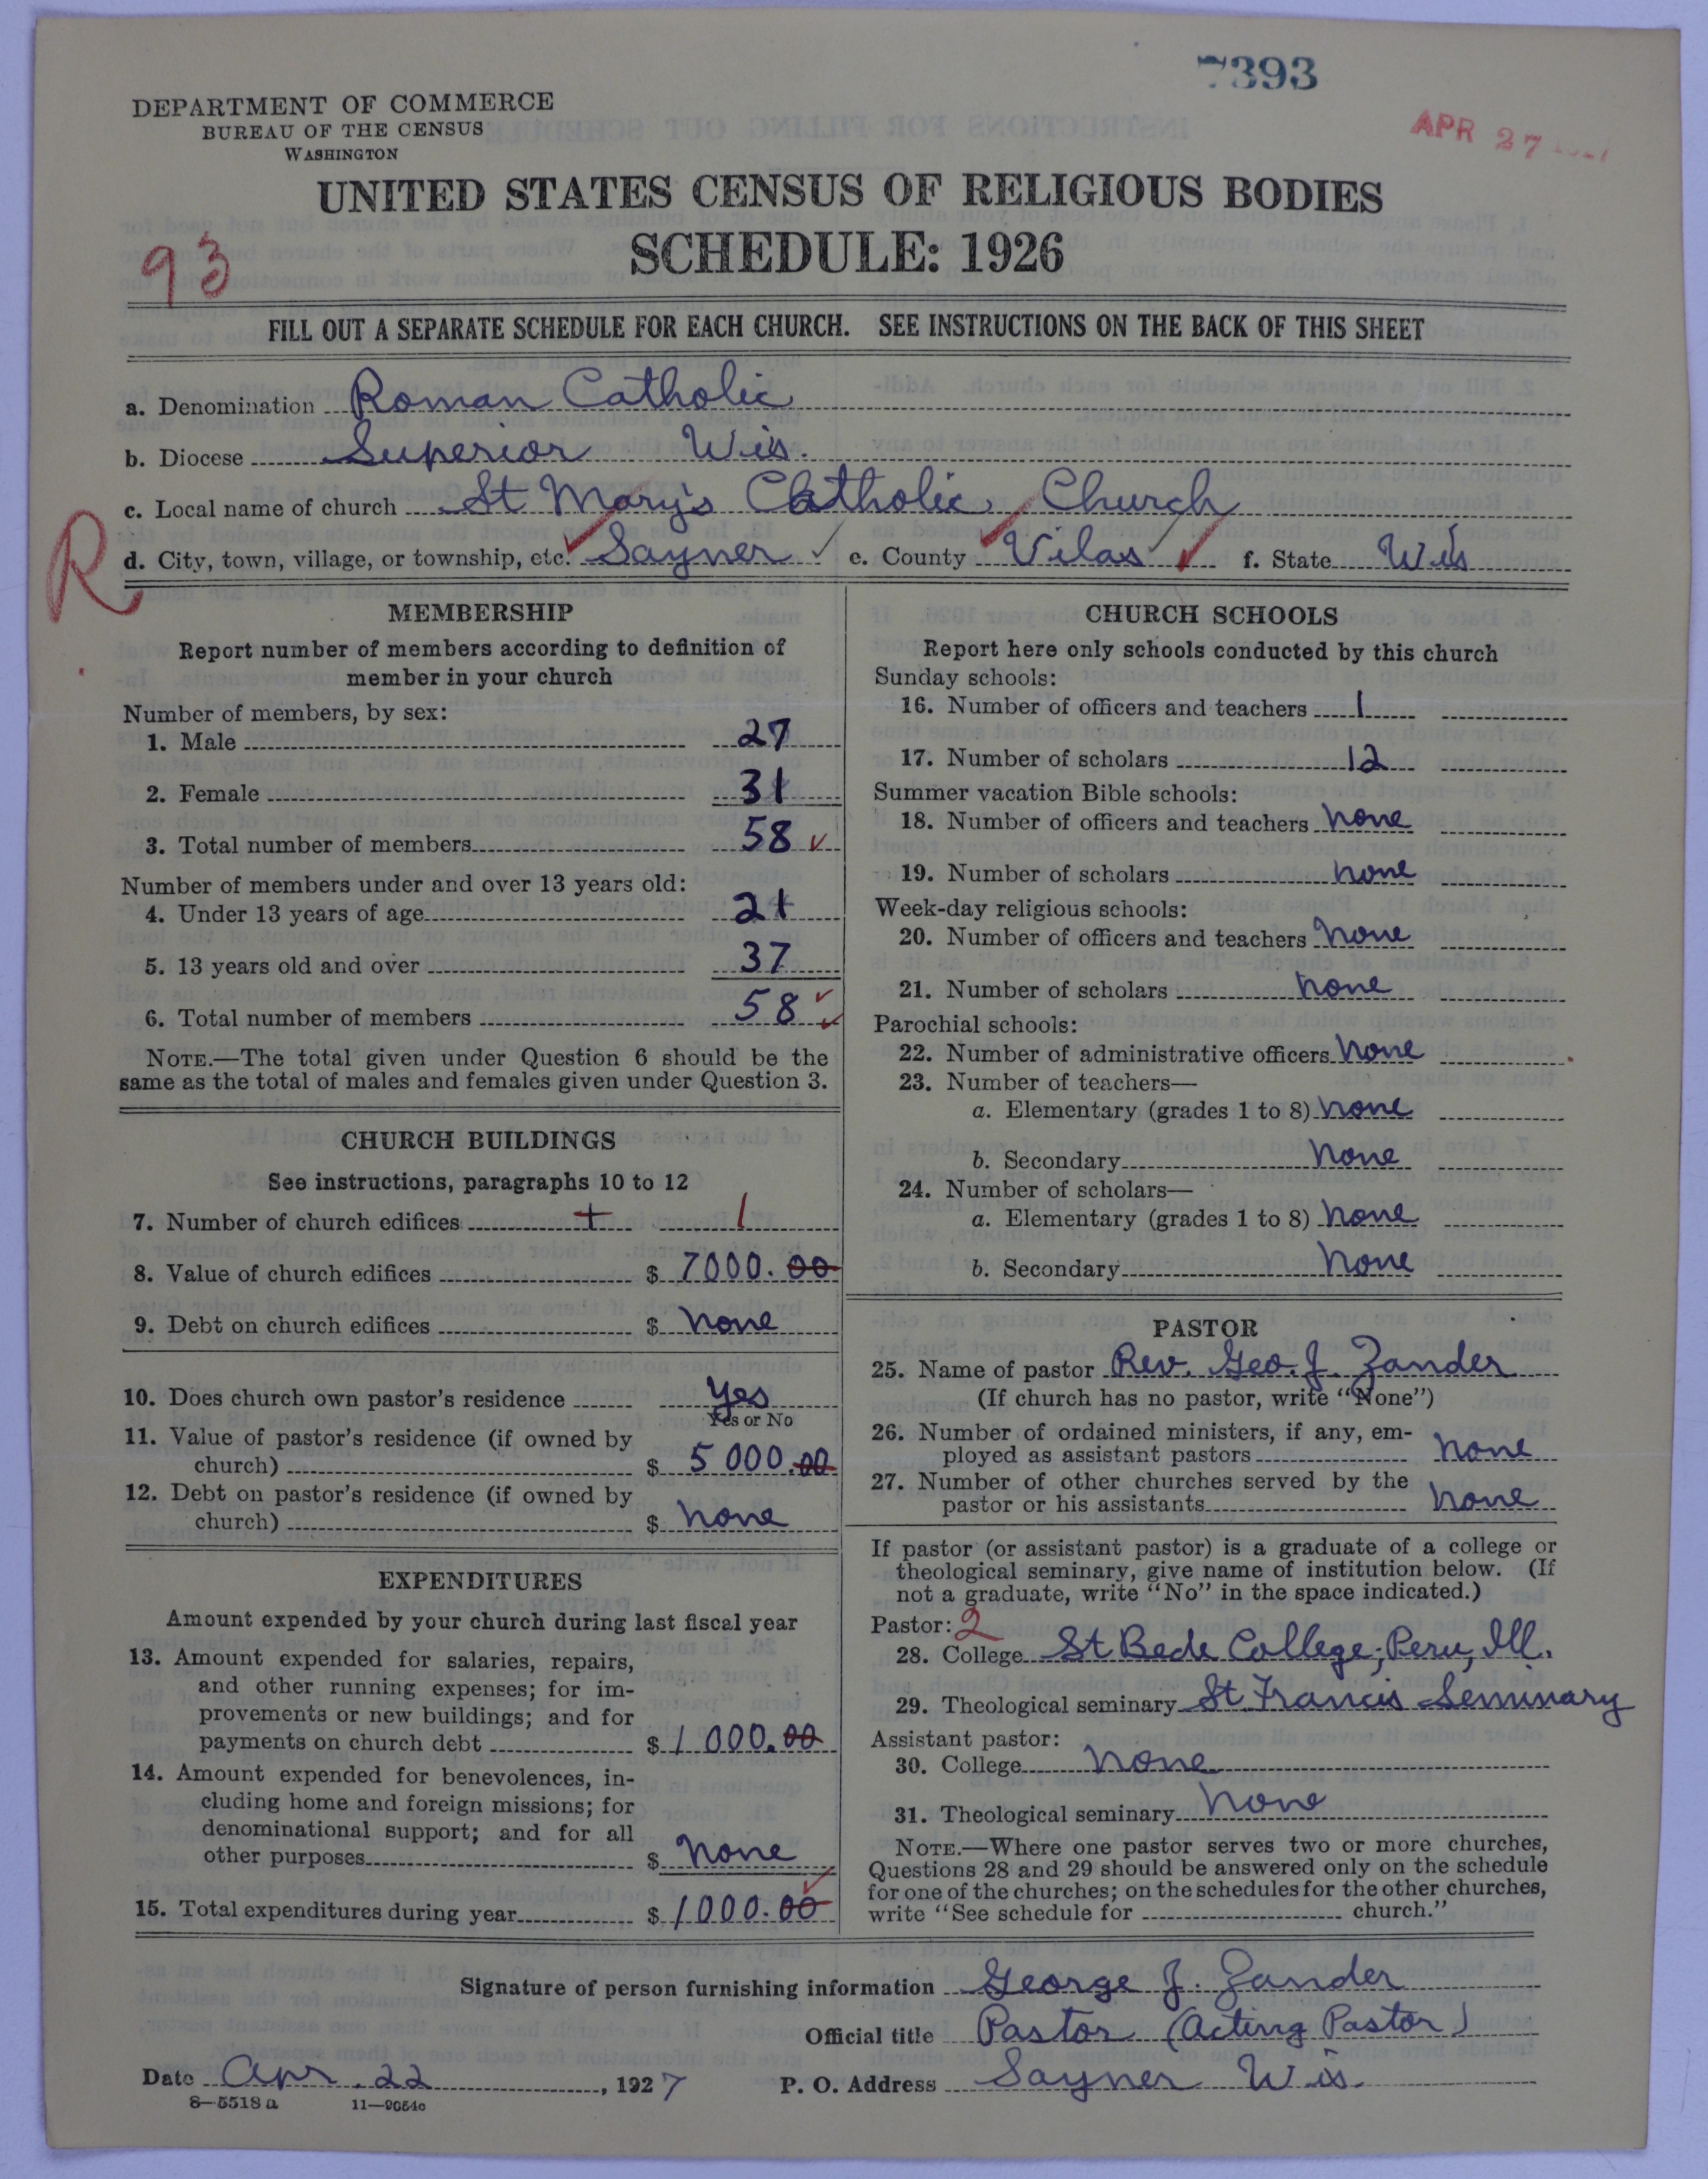 7393
APR 27
DEPARTMENT OF COMMERCE
BUREAU OF THE CENSUS
WASHINGTON
UNITED STATES CENSUS OF RELIGIOUS BODIES
SCHEDULE: 1926
93
FILL OUT A SEPARATE SCHEDULE FOR EACH CHURCH. SEE INSTRUCTIONS ON THE BACK OF THIS SHEET
a. Denomination Roman Catholic
b. Diocese Superior Wis.
c. Local name of church St Mary's Catholic Church
R
d. City, town, village, or township, etc. Sayner e. County Vilas f. State Wis
MEMBERSHIP
Report number of members according to definition of
member in your church
Number of members, by sex:
1. Male 27
2. Female 31
3. Total number of members 58
Number of members under and over 13 years old:
4. Under 13 years of age 21
5. 13 years old and over 37
6. Total number of members 58
NOTE.—The total given under Question 6 should be the
same as the total of males and females given under Question 3.
CHURCH BUILDINGS
See instructions, paragraphs 10 to 12
7. Number of church edifices 1
8. Value of church edifices $ 7000.00
9. Debt on church edifices $ none
10. Does church own pastor's residence yes
Yes or No
11. Value of pastor's residence (if owned by
church) $ 5000.00
12. Debt on pastor's residence (if owned by
church) $ none
EXPENDITURES
Amount expended by your church during last fiscal year
13. Amount expended for salaries, repairs,
and other running expenses; for im-
provements or new buildings; and for
payments on church debt $ 1000.00
14. Amount expended for benevolences, in-
cluding home and foreign missions; for
denominational support; and for all
other purposes $ none
15. Total expenditures during year $ 1000.00
CHURCH SCHOOLS
Report here only schools conducted by this church
Sunday schools:
16. Number of officers and teachers 1
17. Number of scholars 12
Summer vacation Bible schools:
18. Number of officers and teachers none
19. Number of scholars none
Week-day religious schools:
20. Number of officers and teachers none
21. Number of scholars none
Parochial schools:
22. Number of administrative officers none
23. Number of teachers—
a. Elementary (grades 1 to 8) none
b. Secondary none
24. Number of scholars—
a. Elementary (grades 1 to 8) none
b. Secondary none
PASTOR
25. Name of pastor Rev. Geo. J. Zander
(If church has no pastor, write "None")
26. Number of ordained ministers, if any, em-
ployed as assistant pastors none
27. Number of other churches served by the
pastor or his assistants none
If pastor (or assistant pastor) is a graduate of a college or
theological seminary, give name of institution below. (If
not a graduate, write "No" in the space indicated.)
Pastor: 2
28. College St Bede College, Peru, Ill.
29. Theological seminary St. Francis Seminary
Assistant pastor:
30. College none
31. Theological seminary none
NOTE.—Where one pastor serves two or more churches,
Questions 28 and 29 should be answered only on the schedule
for one of the churches; on the schedules for the other churches,
write "See schedule for church."
Signature of person furnishing information George J. Zander
Official title Pastor (Acting Pastor)
Date Apr. 22, 1927 P. O. Address Sayner Wis.
8—5518a 11—9054c